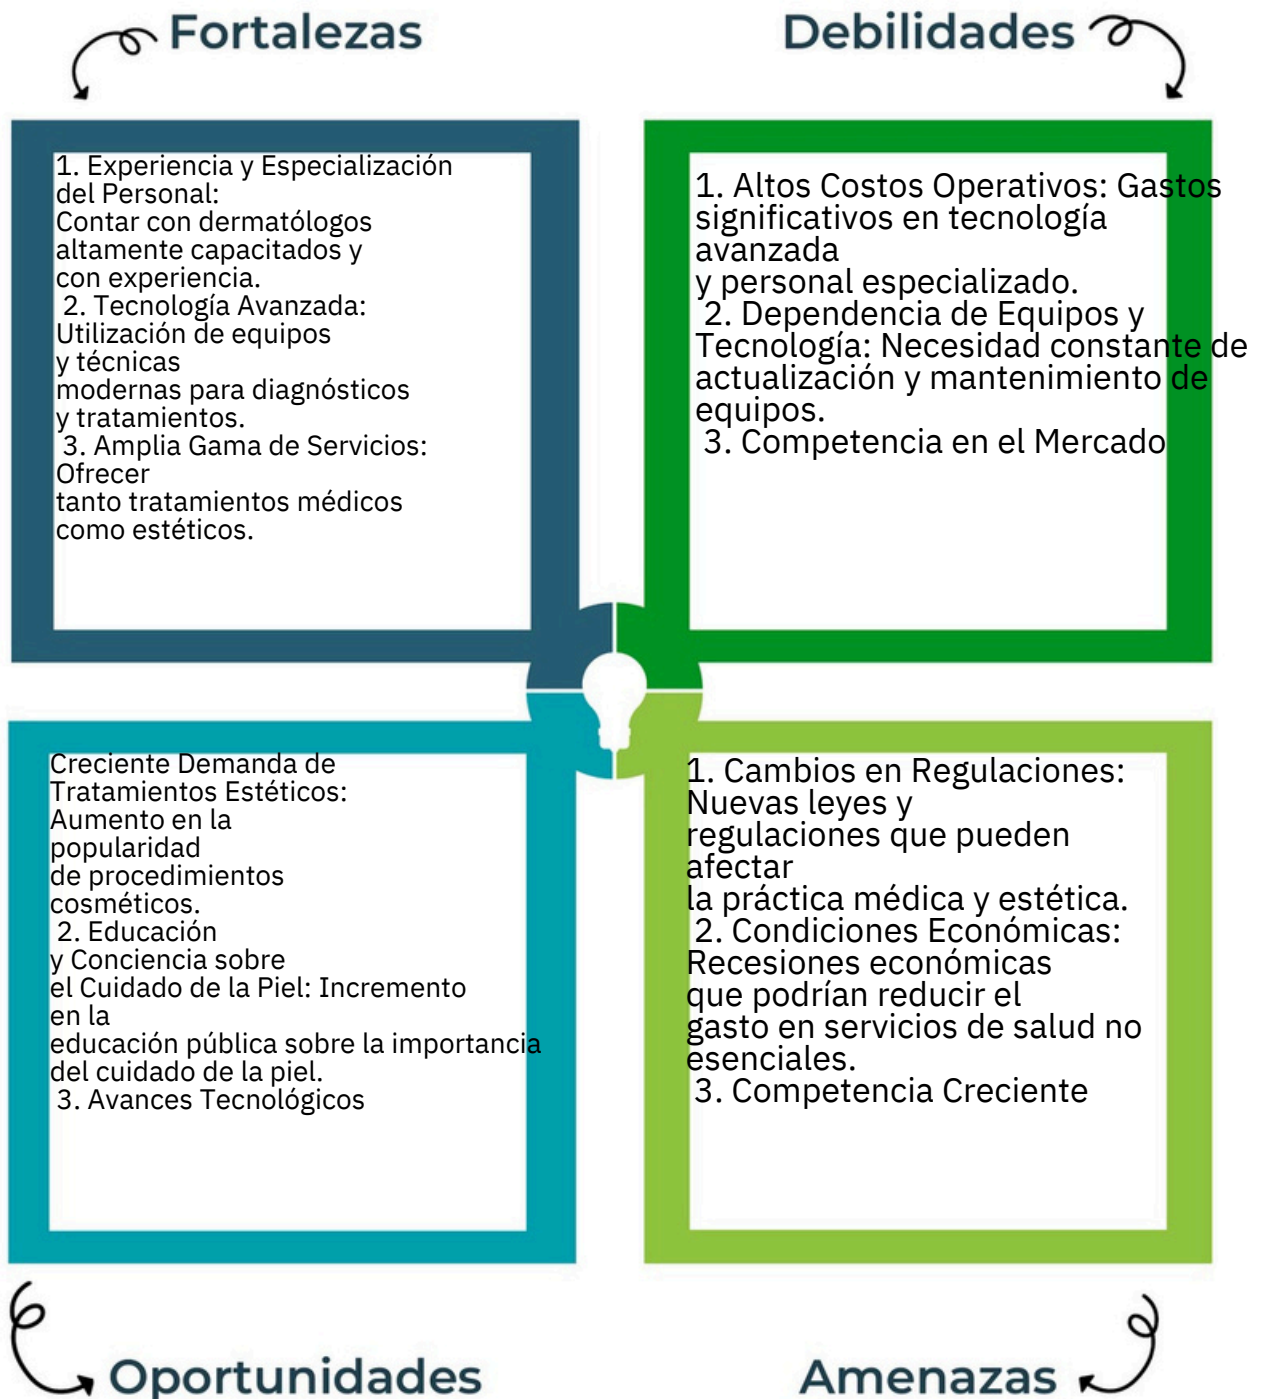 Fortalezas
1. Experiencia y Especialización
del Personal:
Contar con dermatólogos
altamente capacitados y
con experiencia.
2. Tecnología Avanzada:
Utilización de equipos
y técnicas
modernas para diagnósticos
y tratamientos.
3. Amplia Gama de Servicios:
Ofrecer
tanto tratamientos médicos
como estéticos.
Debilidades
1. Altos Costos Operativos: Gastos
significativos en tecnología
avanzada
y personal especializado.
2. Dependencia de Equipos y
Tecnología: Necesidad constante de
actualización y mantenimiento de
equipos.
3. Competencia en el Mercado
Creciente Demanda de
Tratamientos Estéticos:
Aumento en la
popularidad
de procedimientos
cosméticos.
2. Educación
y Conciencia sobre
el Cuidado de la Piel: Incremento
en la
educación pública sobre la importancia
del cuidado de la piel.
3. Avances Tecnológicos
Oportunidades
1. Cambios en Regulaciones:
Nuevas leyes y
regulaciones que pueden
afectar
la práctica médica y estética.
2. Condiciones Económicas:
Recesiones económicas
que podrían reducir el
gasto en servicios de salud no
esenciales.
3. Competencia Creciente
Amenazas